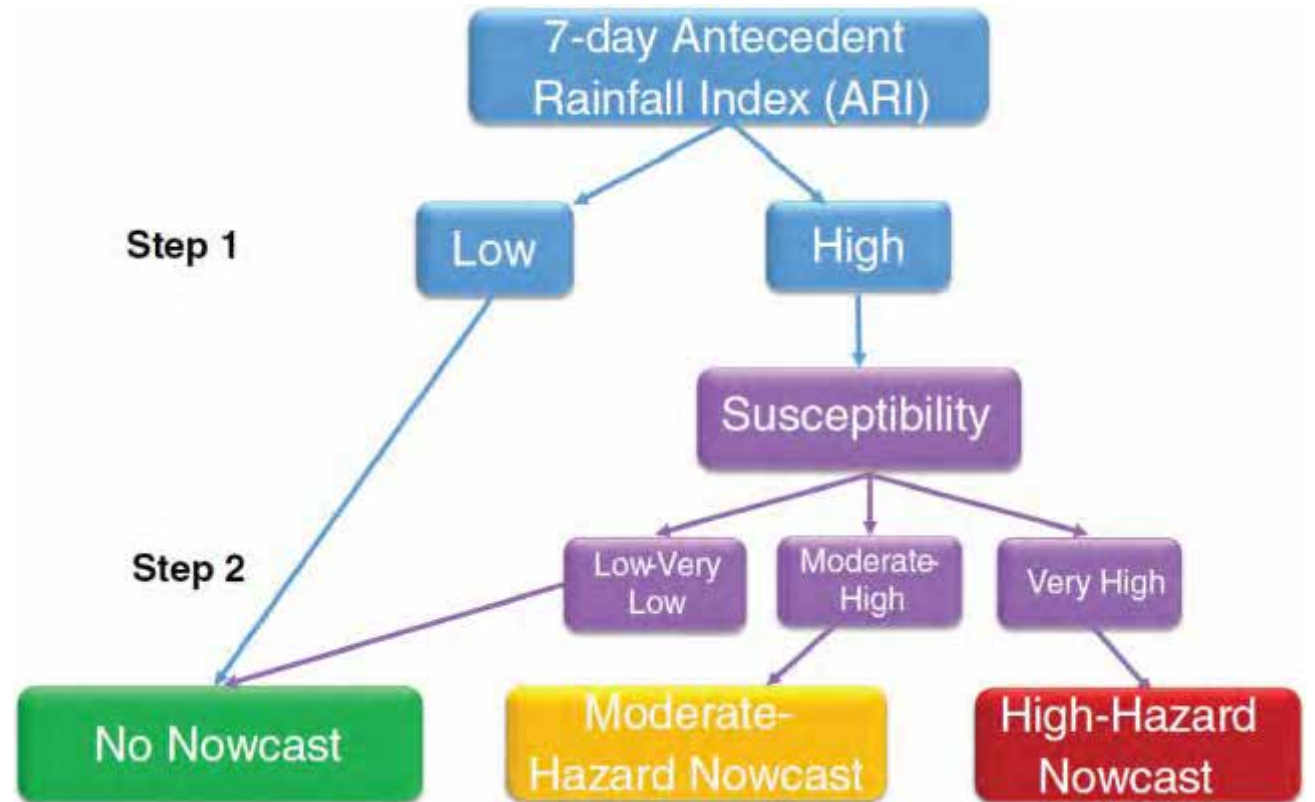 7-day Antecedent
Rainfall Index (ARI)
Step 1
Low
High
Susceptibility
Step 2
Low-Very
Low
Moderate-
High
Very High
No Nowcast
Moderate-
Hazard Nowcast
High-Hazard
Nowcast